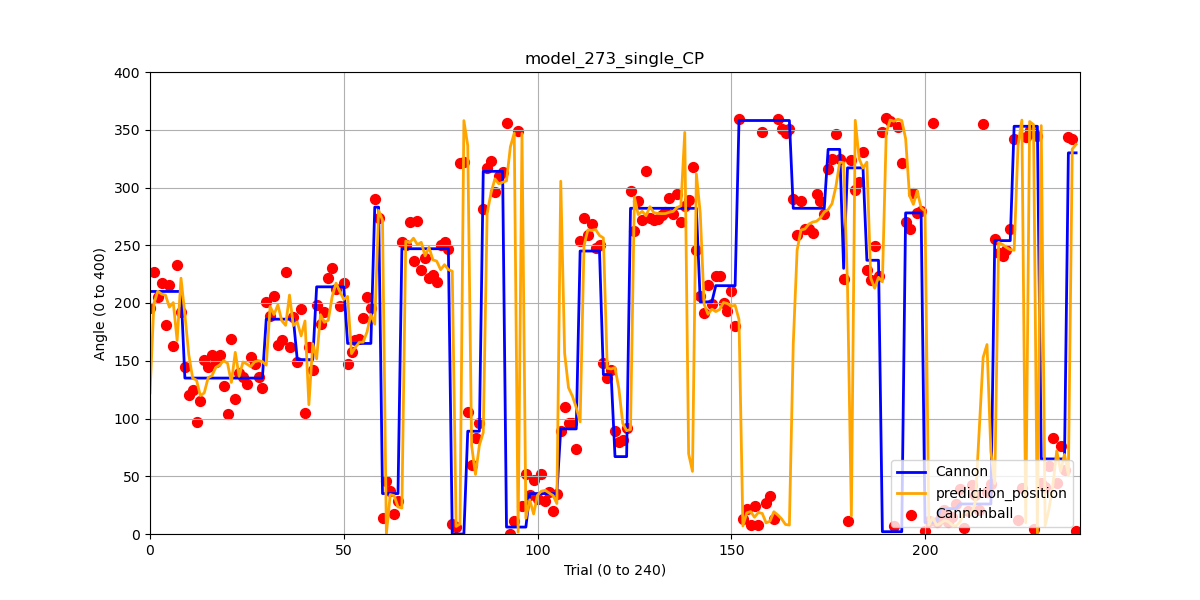 model_273_single_CP
400
350
300
250
200
150
100
50
0
Angle (0 to 400)
0 50 100 150 200
Trial (0 to 240)
Cannon
prediction_position
Cannonball